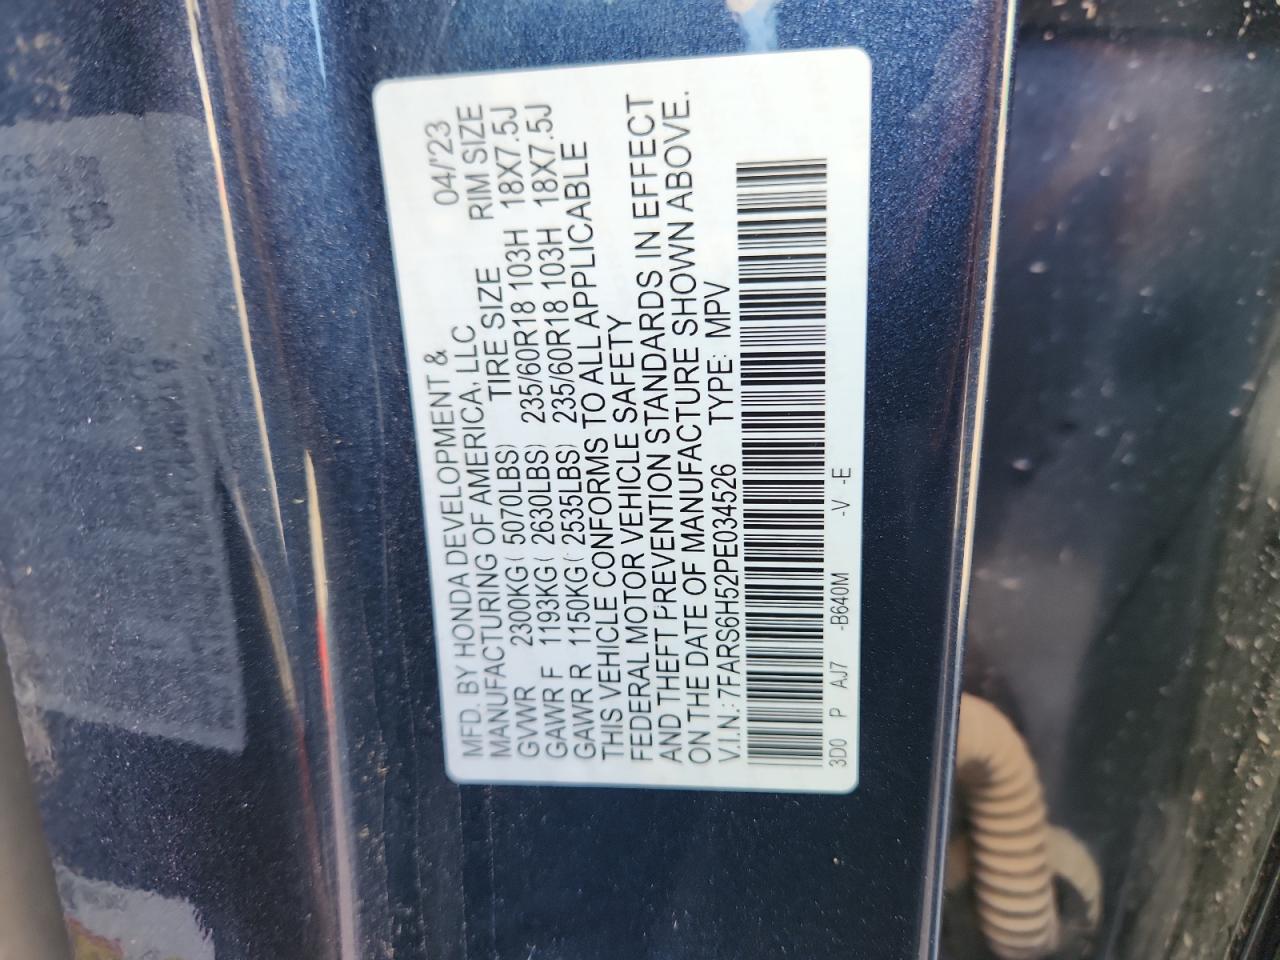 MFD. BY HONDA DEVELOPMENT & 04/'23
MANUFACTURING OF AMERICA, LLC RIM SIZE
TIRE SIZE
GVWR 2300KG ( 5070LBS) 235/60R18 103H 18X7.5J
GAWR F 1193KG ( 2630LBS) 235/60R18 103H 18X7.5J
GAWR R 1150KG ( 2535LBS)
THIS VEHICLE CONFORMS TO ALL APPLICABLE
FEDERAL MOTOR VEHICLE SAFETY
AND THEFT PREVENTION STANDARDS IN EFFECT
ON THE DATE OF MANUFACTURE SHOWN ABOVE.
V.I.N.: 7FARS6H52PE034526 TYPE: MPV
3D0 P AJ7 -B640M -V -E